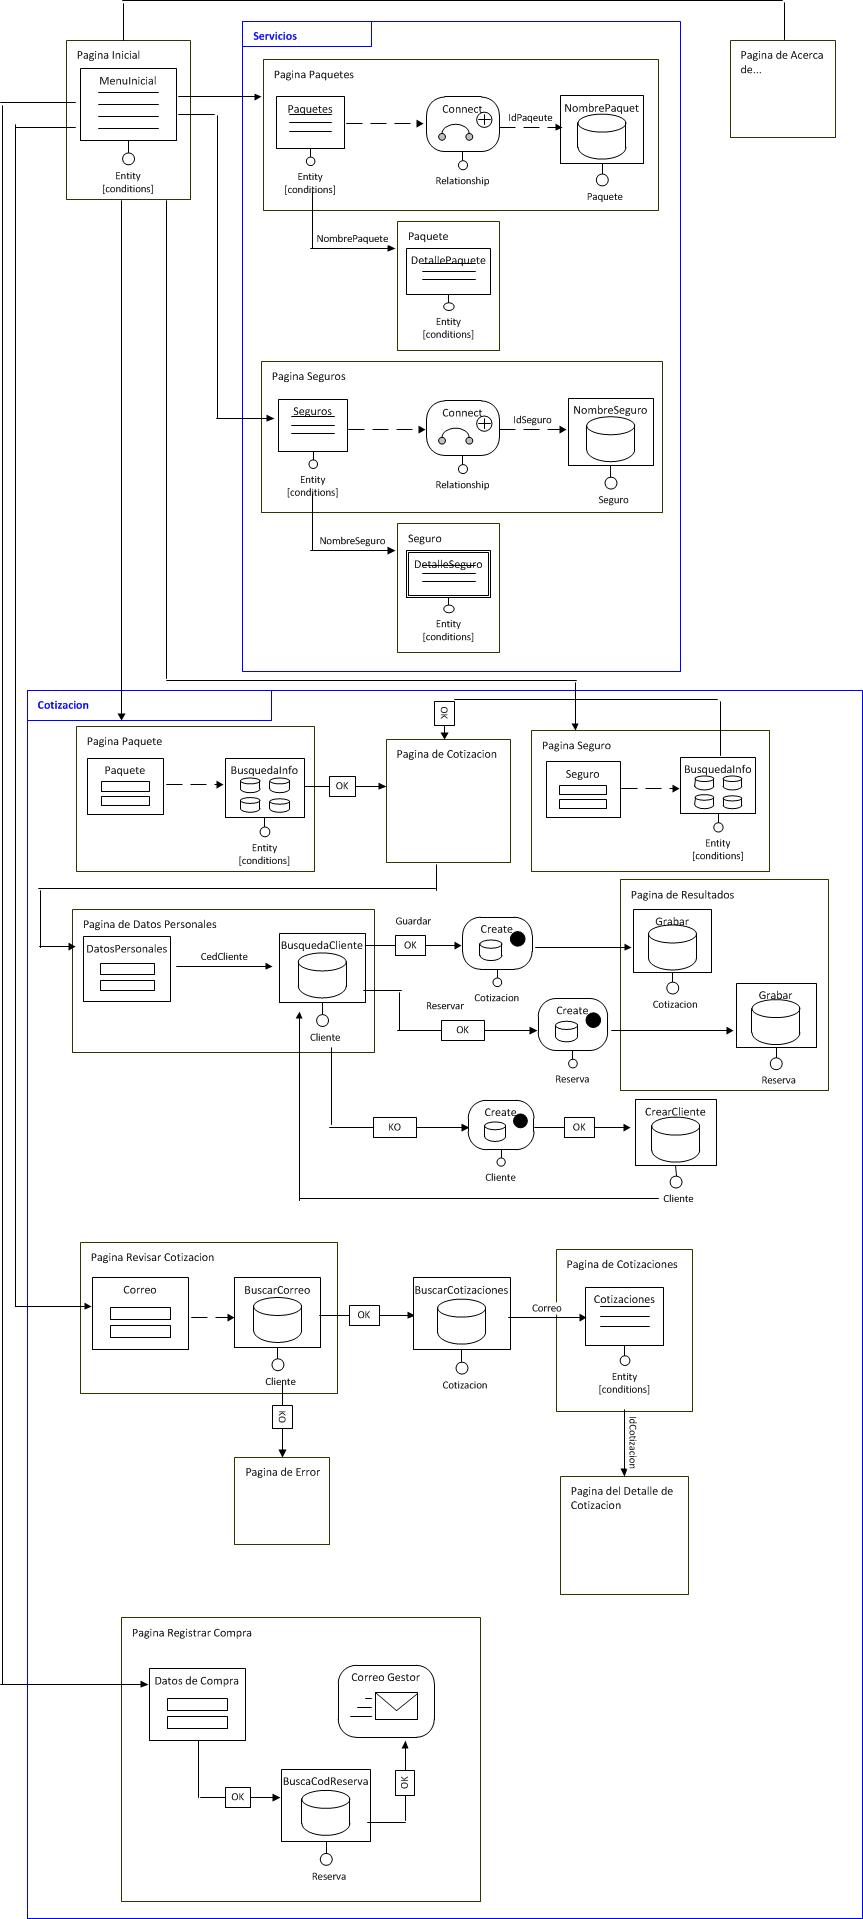 Servicios
Pagina Inicial
MenuInicial
Entity
[conditions]
Pagina de Acerca
de...
Pagina Paquetes
Paquetes
Entity
[conditions]
Connect
Relationship
IdPaqeute
NombrePaquet
Paquete
NombrePaquete
Paquete
DetallePaquete
Entity
[conditions]
Pagina Seguros
Seguros
Entity
[conditions]
Connect
Relationship
IdSeguro
NombreSeguro
Seguro
NombreSeguro
Seguro
DetalleSeguro
Entity
[conditions]
Cotizacion
Pagina Paquete
Paquete
BusquedaInfo
Entity
[conditions]
OK
OK
Pagina de Cotizacion
Pagina Seguro
Seguro
BusquedaInfo
Entity
[conditions]
Pagina de Datos Personales
DatosPersonales
CedCliente
BusquedaCliente
Cliente
Guardar
OK
Create
Cotizacion
Reservar
OK
Create
Reserva
Pagina de Resultados
Grabar
Cotizacion
Grabar
Reserva
KO
Create
Cliente
OK
CrearCliente
Cliente
Pagina Revisar Cotizacion
Correo
BuscarCorreo
Cliente
OK
BuscarCotizaciones
Cotizacion
Correo
Pagina de Cotizaciones
Cotizaciones
Entity
[conditions]
KO
Pagina de Error
IdCotizacion
Pagina del Detalle de
Cotizacion
Pagina Registrar Compra
Datos de Compra
Correo Gestor
OK
BuscaCodReserva
Reserva
OK